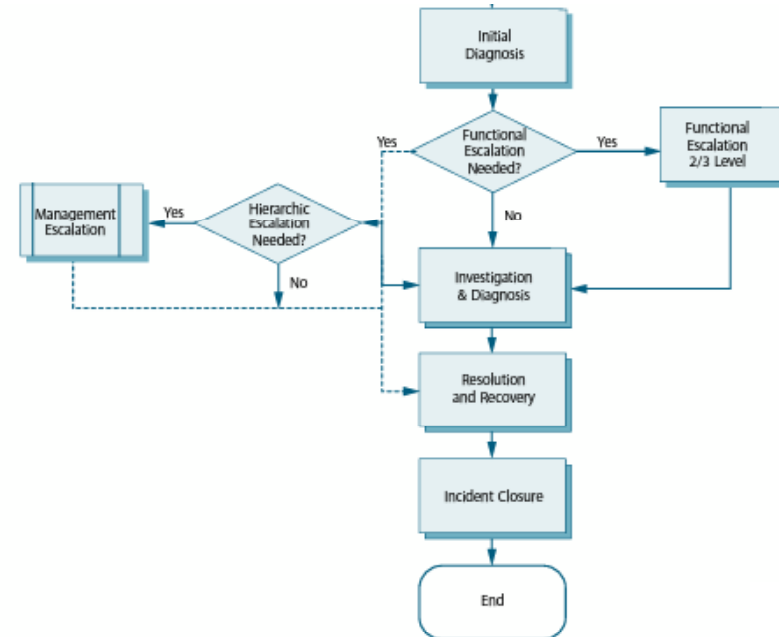 Initial
Diagnosis
Yes
Functional
Escalation
Needed?
Yes
Functional
Escalation
2/3 Level
Management
Escalation
Yes
Hierarchic
Escalation
Needed?
No
No
Investigation
& Diagnosis
Resolution
and Recovery
Incident Closure
End